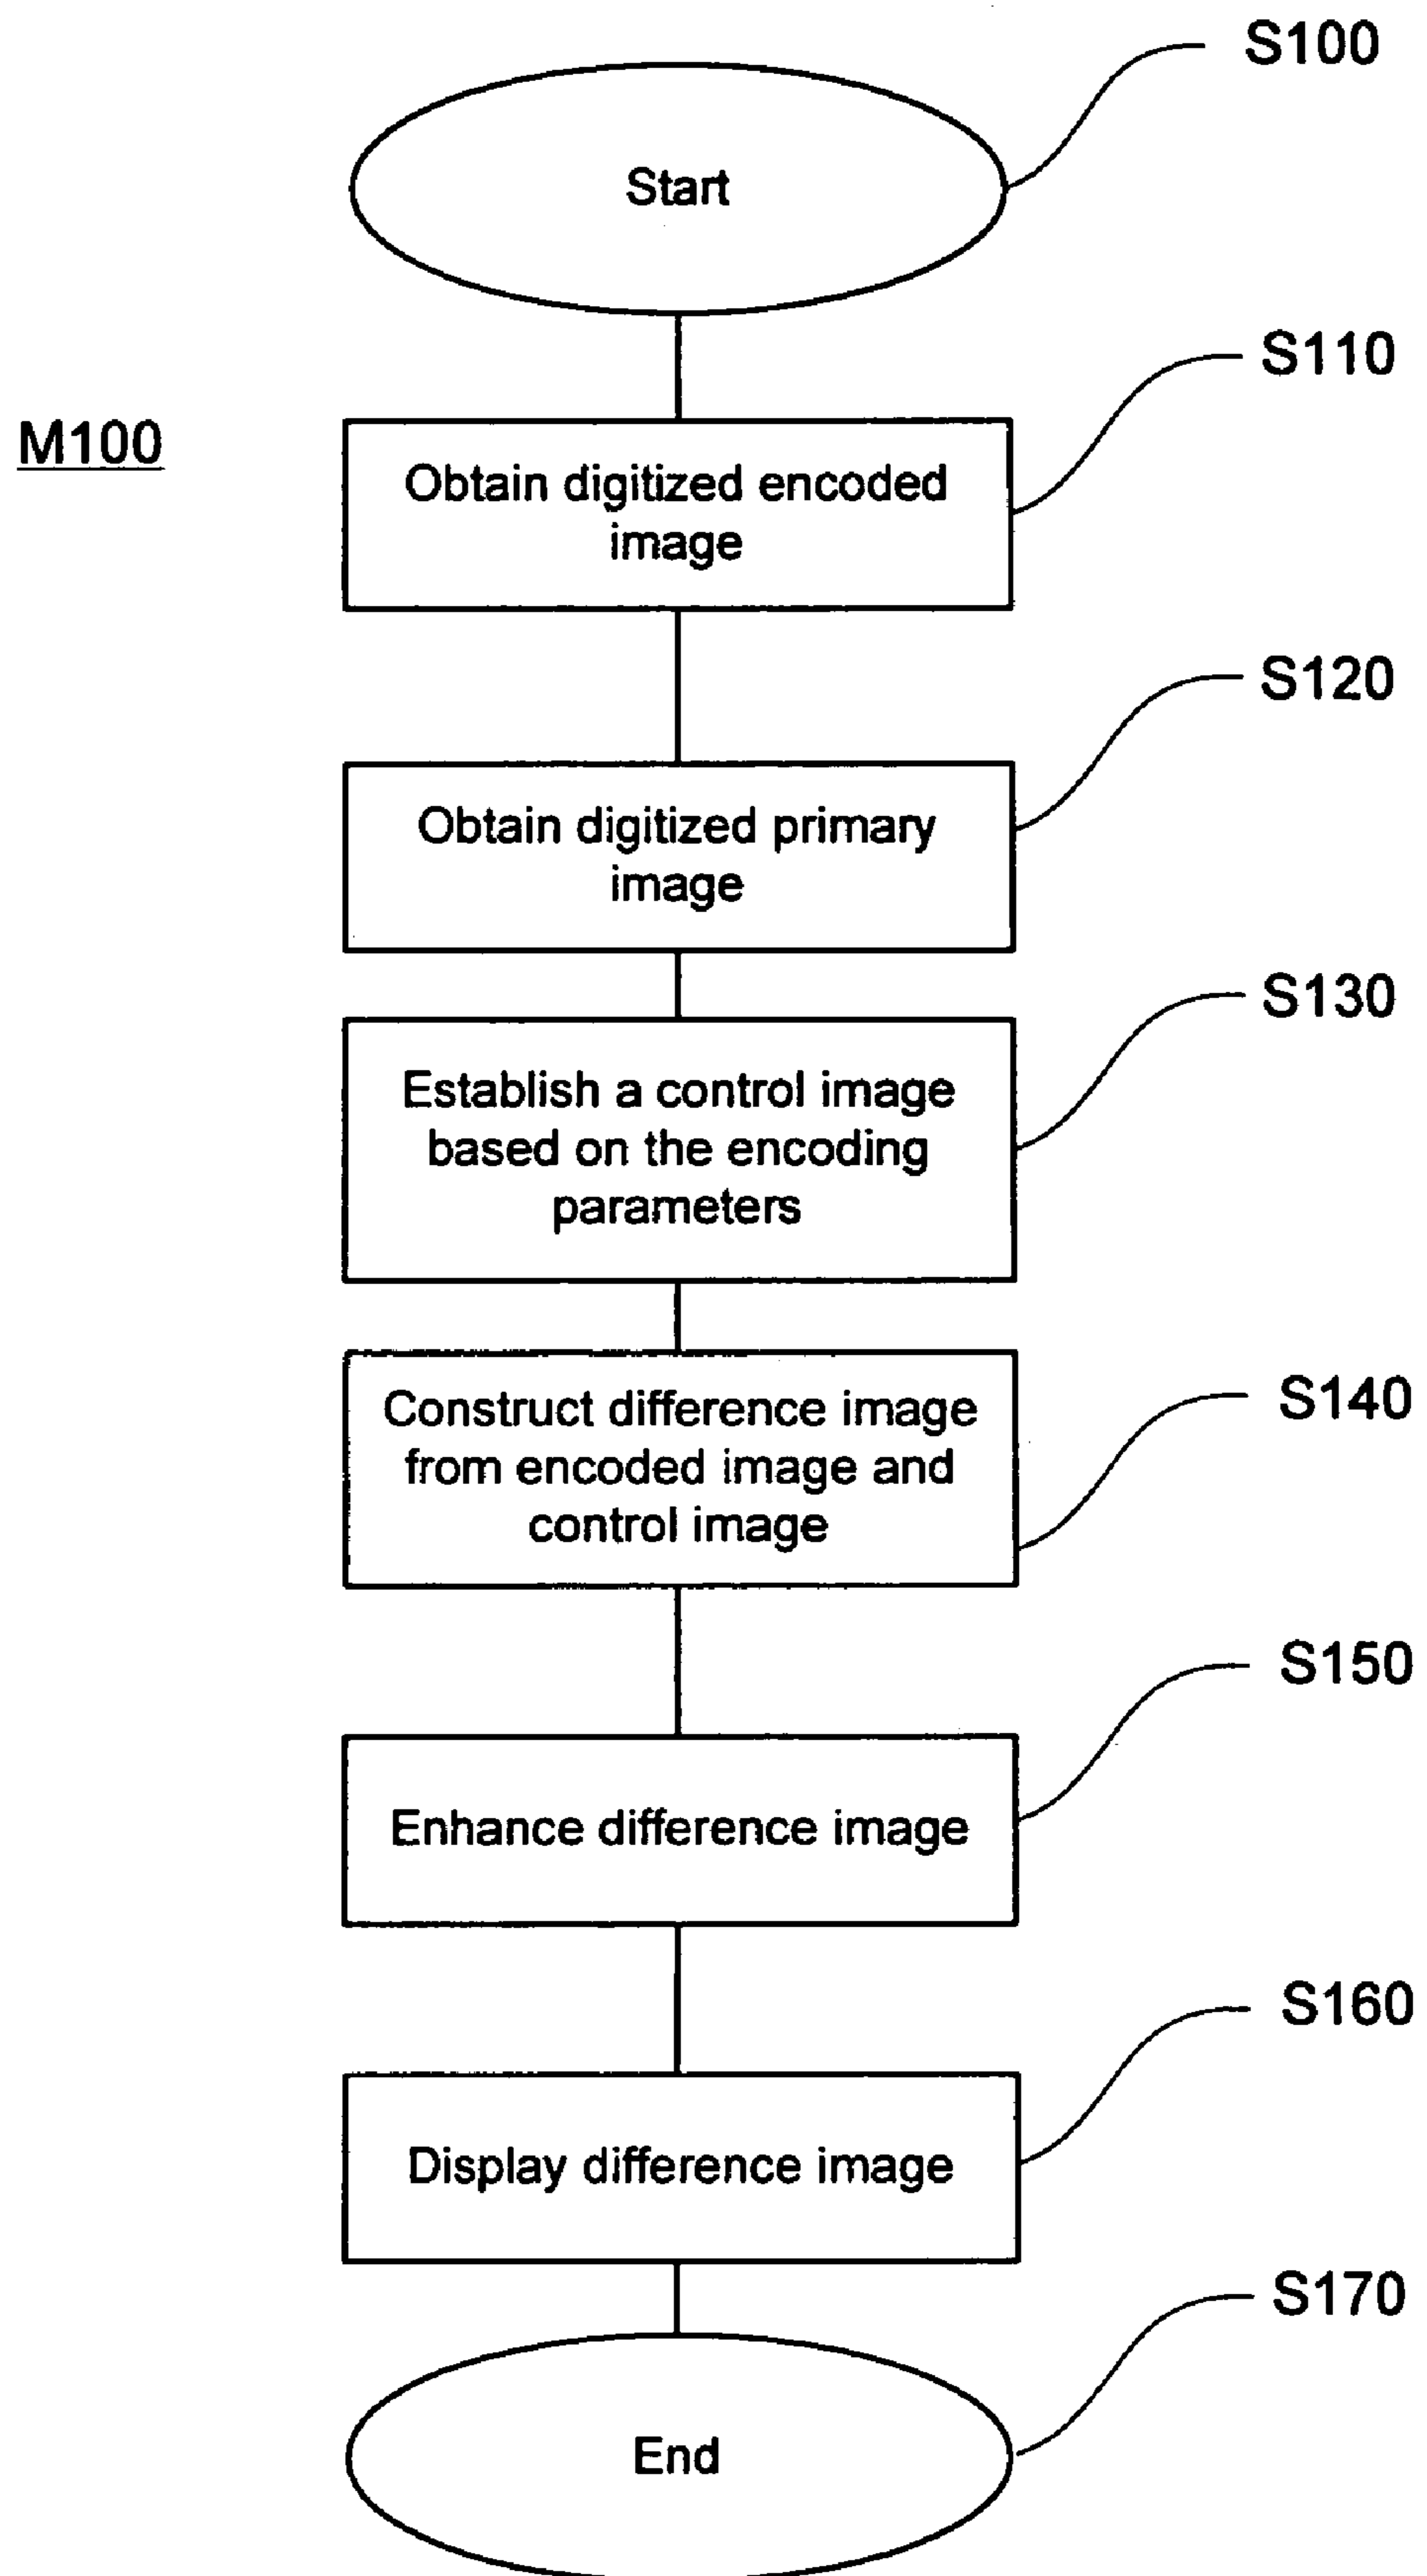 S100
Start
S110
M100
Obtain digitized encoded
image
S120
Obtain digitized primary
image
S130
Establish a control image
based on the encoding
parameters
S140
Construct difference image
from encoded image and
control image
S150
Enhance difference image
S160
Display difference image
S170
End